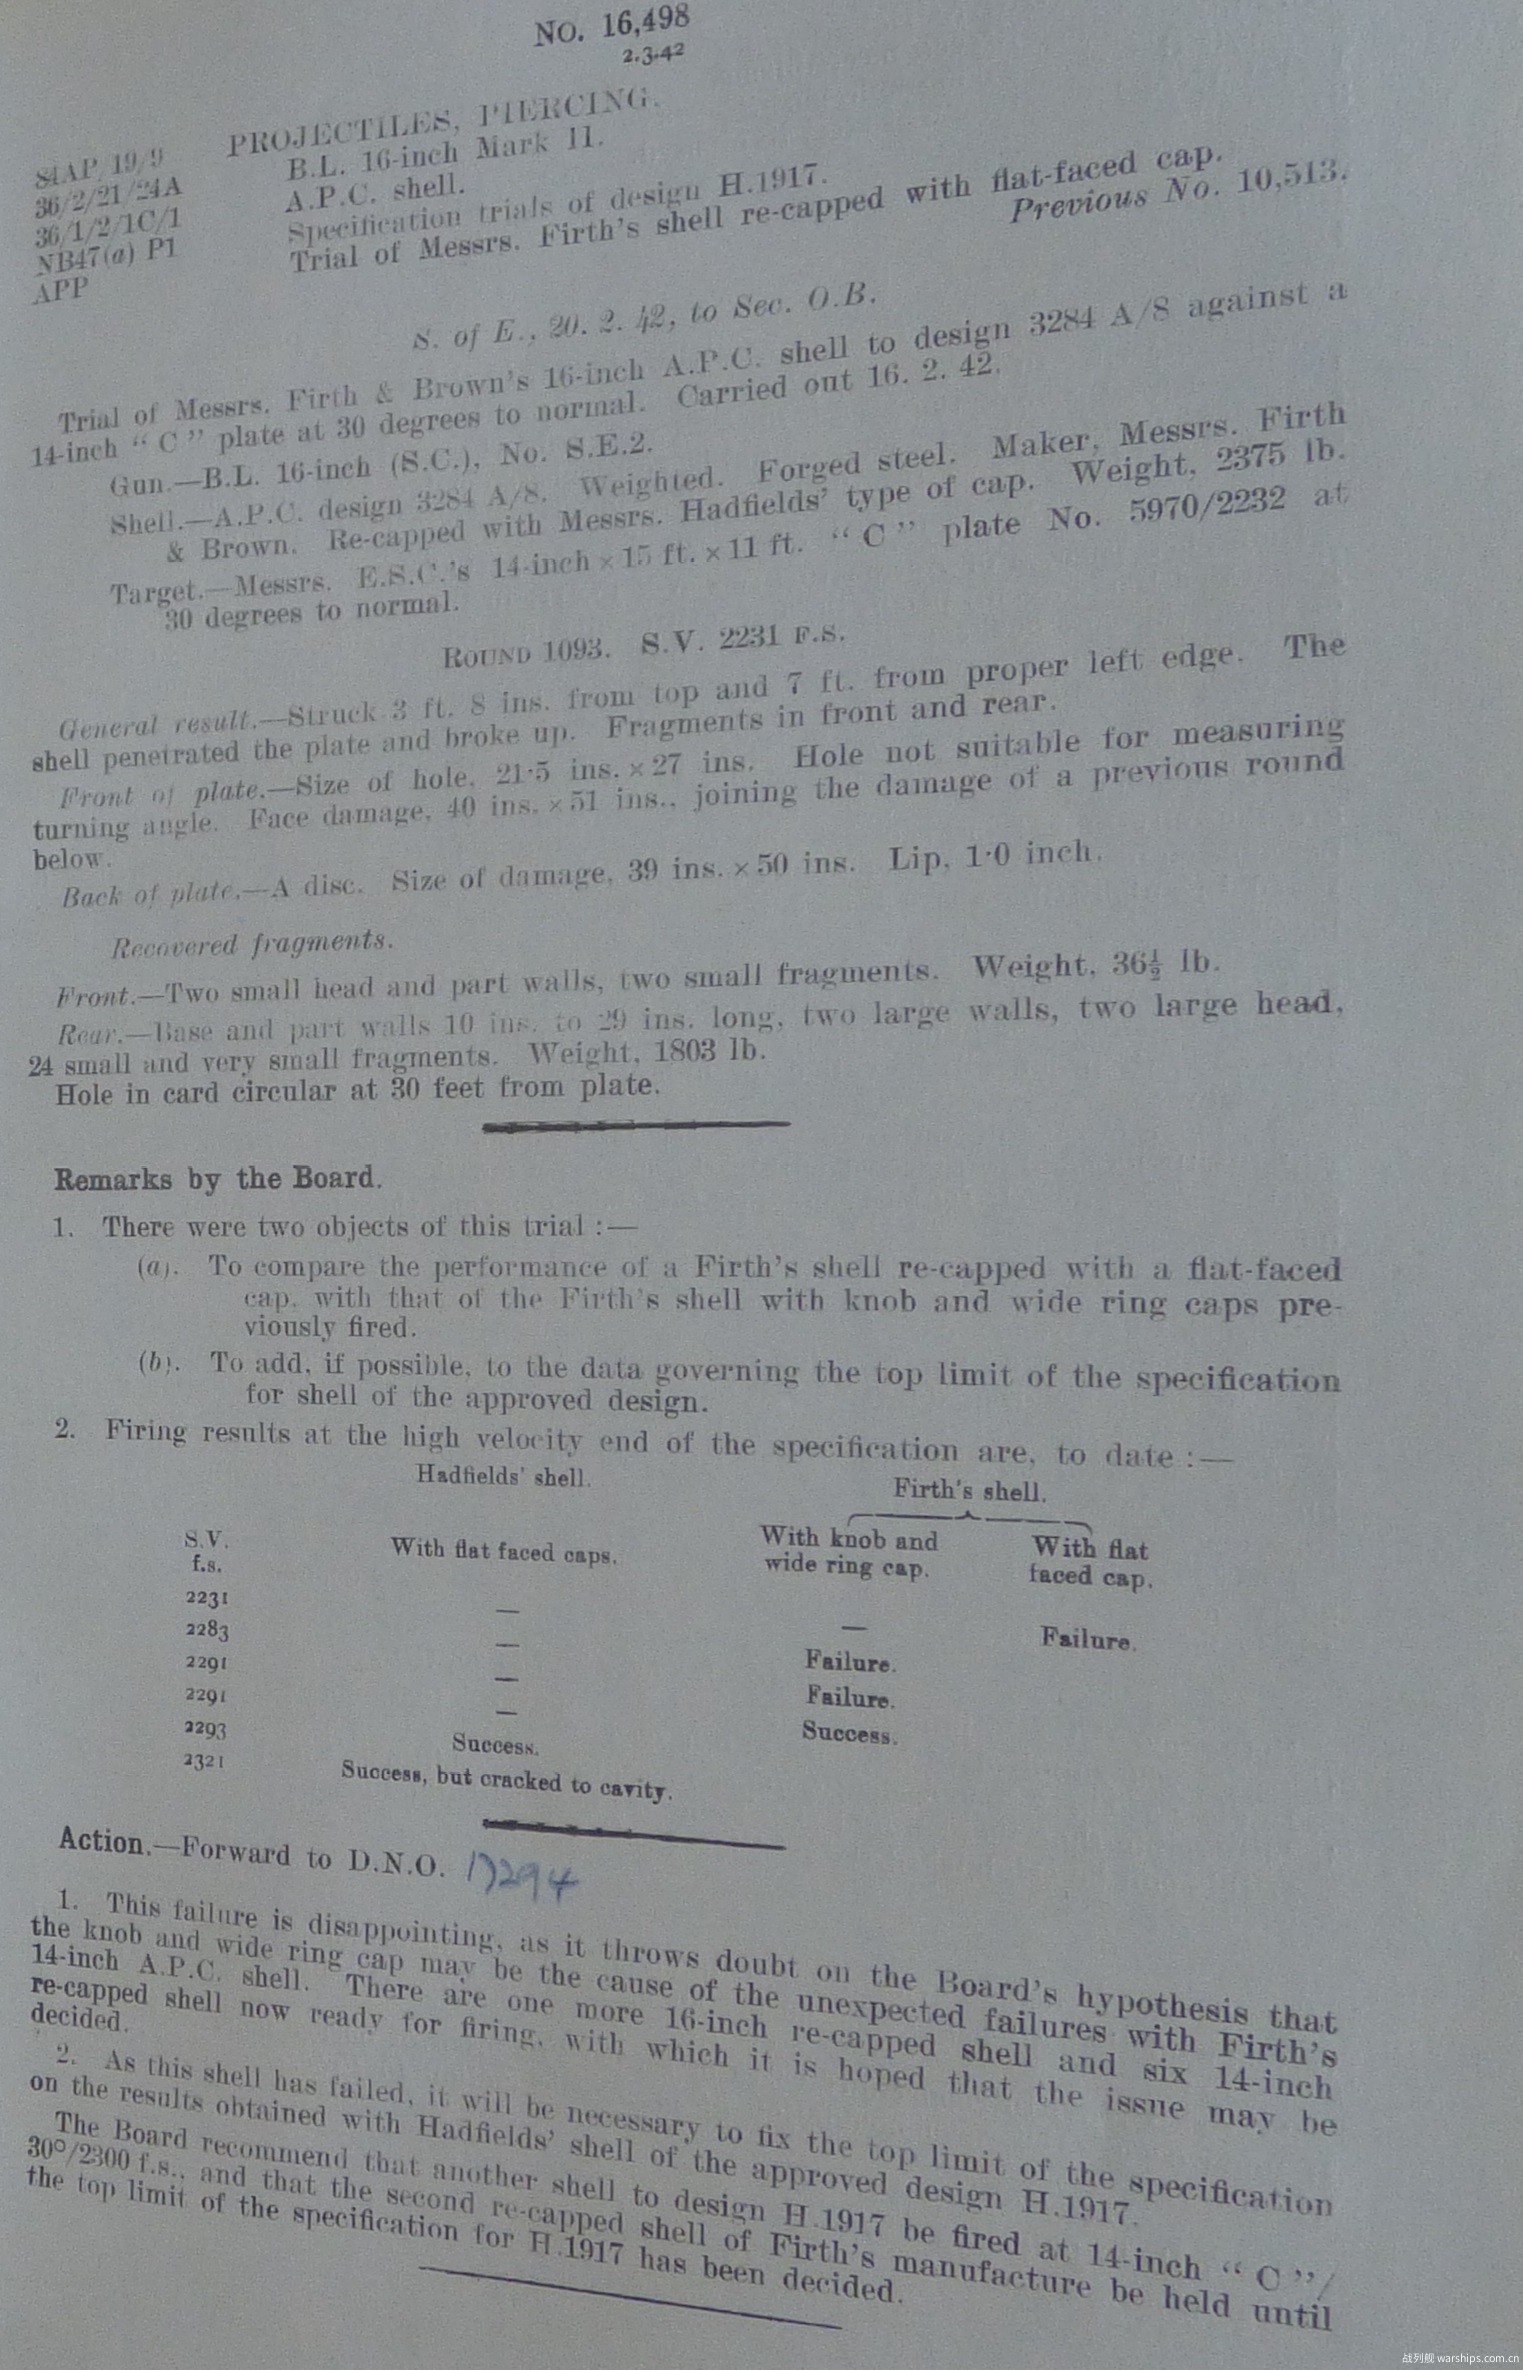 NO. 16,498
2.3.42
PROJECTILES, PIERCING.
84AP/19/9
36/2/21/24A
36/1/2/1C/1
NB47(a) P1
APP
B.L. 16-inch Mark II.
A.P.C. shell.
Specification trials of design H.1917.
Trial of Messrs. Firth's shell re-capped with flat-faced cap.
Previous No. 10,513.
S. of E., 20. 2. 42, to Sec. O.B.
Trial of Messrs. Firth & Brown's 16-inch A.P.C. shell to design 3284 A/S against a
14-inch “ C ” plate at 30 degrees to normal. Carried out 16. 2. 42.
Gun.—B.L. 16-inch (S.C.), No. S.E.2.
Shell.—A.P.C. design 3284 A/S. Weighted. Forged steel. Maker, Messrs. Firth
& Brown. Re-capped with Messrs. Hadfields' type of cap. Weight, 2375 lb.
Target.—Messrs. E.S.C.'s 14-inch × 15 ft. × 11 ft. “ C ” plate No. 5970/2232 at
30 degrees to normal.
ROUND 1093. S.V. 2231 F.S.
General result.—Struck 3 ft. 8 ins. from top and 7 ft. from proper left edge. The
shell penetrated the plate and broke up. Fragments in front and rear.
Front of plate.—Size of hole, 21·5 ins. × 27 ins. Hole not suitable for measuring
turning angle. Face damage, 40 ins. × 51 ins., joining the damage of a previous round
below.
Back of plate.—A disc. Size of damage, 39 ins. × 50 ins. Lip, 1·0 inch.
Recovered fragments.
Front.—Two small head and part walls, two small fragments. Weight, 36½ lb.
Rear.—Base and part walls 10 ins. to 29 ins. long, two large walls, two large head,
24 small and very small fragments. Weight, 1803 lb.
Hole in card circular at 30 feet from plate.
Remarks by the Board.
1. There were two objects of this trial :—
(a). To compare the performance of a Firth's shell re-capped with a flat-faced
cap, with that of the Firth's shell with knob and wide ring caps pre-
viously fired.
(b). To add, if possible, to the data governing the top limit of the specification
for shell of the approved design.
2. Firing results at the high velocity end of the specification are, to date :—
Hadfields' shell. Firth's shell.
S.V. With flat faced caps. With knob and With flat
f.s. wide ring cap. faced cap.
2231 — — Failure.
2283 — Failure.
2291 — Failure.
2291 — Success.
2293 Success.
2321 Success, but cracked to cavity.
Action.—Forward to D.N.O. 17294
1. This failure is disappointing, as it throws doubt on the Board's hypothesis that
the knob and wide ring cap may be the cause of the unexpected failures with Firth's
14-inch A.P.C. shell. There are one more 16-inch re-capped shell and six 14-inch
re-capped shell now ready for firing, with which it is hoped that the issue may be
decided.
2. As this shell has failed, it will be necessary to fix the top limit of the specification
on the results obtained with Hadfields' shell of the approved design H.1917.
The Board recommend that another shell to design H.1917 be fired at 14-inch “ C ”/
30°/2300 f.s., and that the second re-capped shell of Firth's manufacture be held until
the top limit of the specification for H.1917 has been decided.
战列舰 warships.com.cn